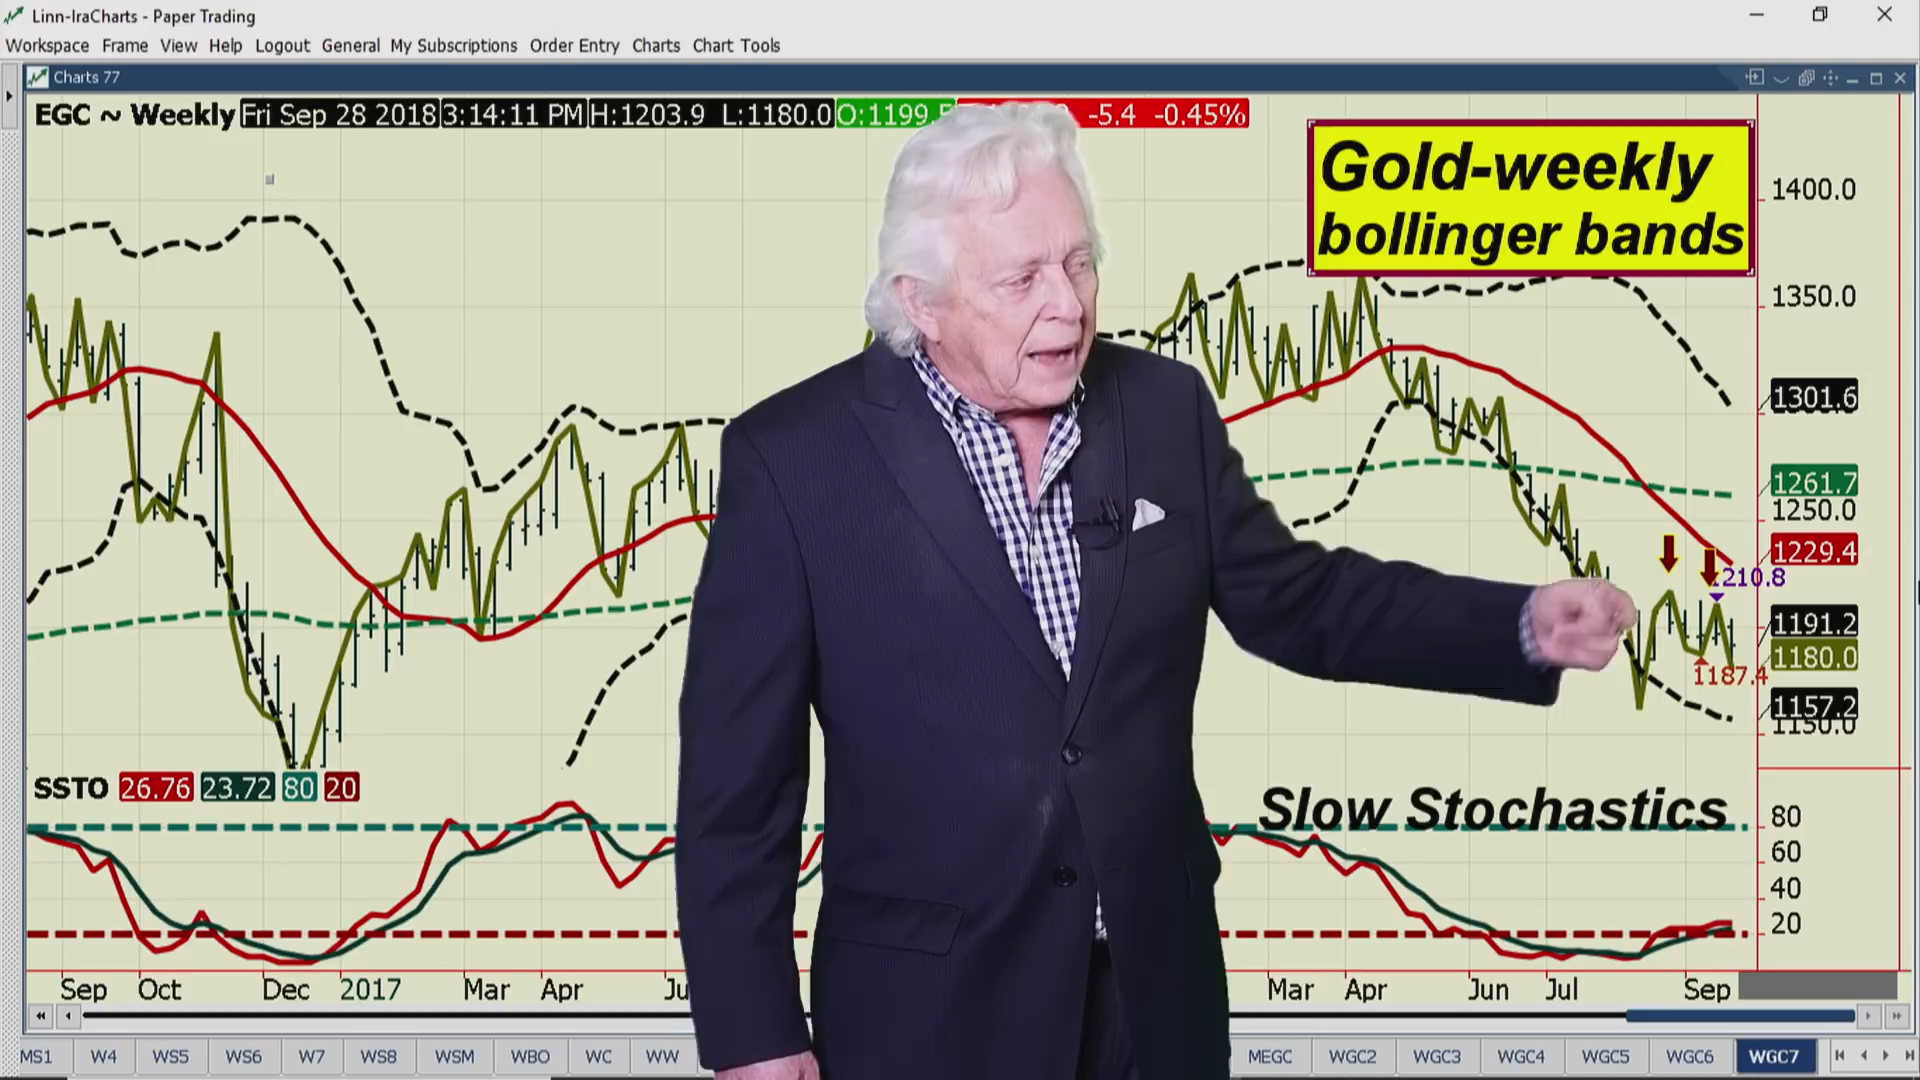 Linn-IraCharts - Paper Trading
Workspace Frame View Help Logout General My Subscriptions Order Entry Charts Chart Tools
Charts 77
EGC ~ Weekly Fri Sep 28 2018 3:14:11 PM H:1203.9 L:1180.0 O:1199. -5.4 -0.45%
Gold-weekly
bollinger bands
1400.0
1350.0
1301.6
1261.7
1250.0
1229.4
1210.8
1191.2
1180.0
1187.4
1157.2
1150.0
SSTO 26.76 23.72 80 20
Slow Stochastics
80
60
40
20
Sep Oct Dec 2017 Mar Apr Mar Apr Jun Jul Sep
MS1 W4 WS5 WS6 W7 WS8 WSM WBO WC WW MEGC WGC2 WGC3 WGC4 WGC5 WGC6 WGC7